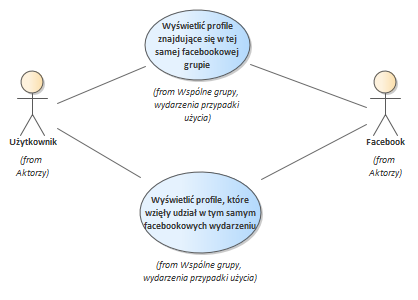 Wyświetlić profile
znajdujące się w tej
samej facebookowej
grupie
(from Wspólne grupy,
wydarzenia przypadki
użycia)
Użytkownik
(from
Aktorzy)
Facebook
(from
Aktorzy)
Wyświetlić profile, które
wzięły udział w tym samym
facebookowych wydarzeniu
(from Wspólne grupy,
wydarzenia przypadki użycia)